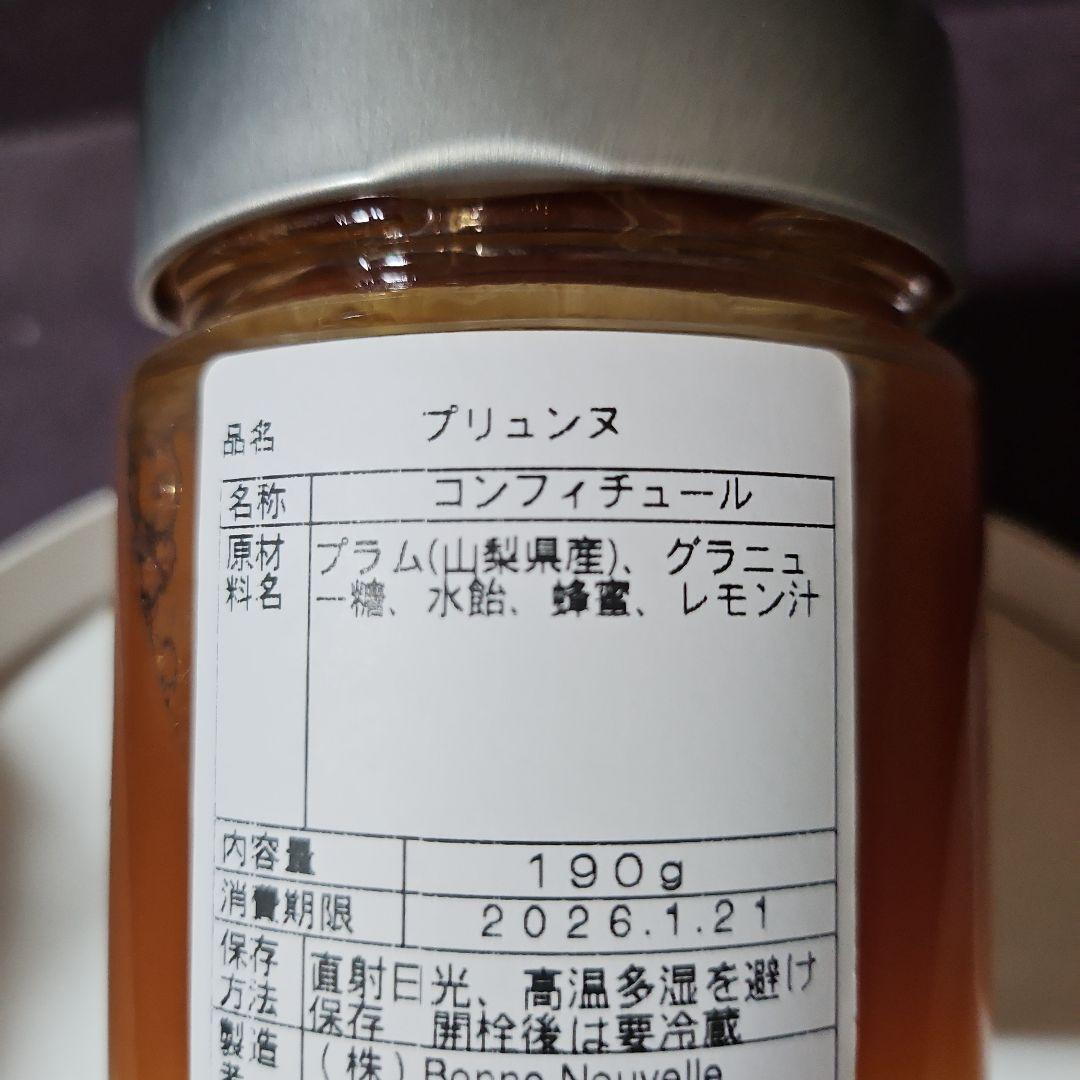 品名 プリュンヌ
名称 コンフィチュール
原材料名 プラム(山梨県産)、グラニュ
ー糖、水飴、蜂蜜、レモン汁
内容量 190g
消費期限 2026.1.21
保存方法 直射日光、高温多湿を避け
保存 開栓後は要冷蔵
製造者 (株)Bonne Nouvelle